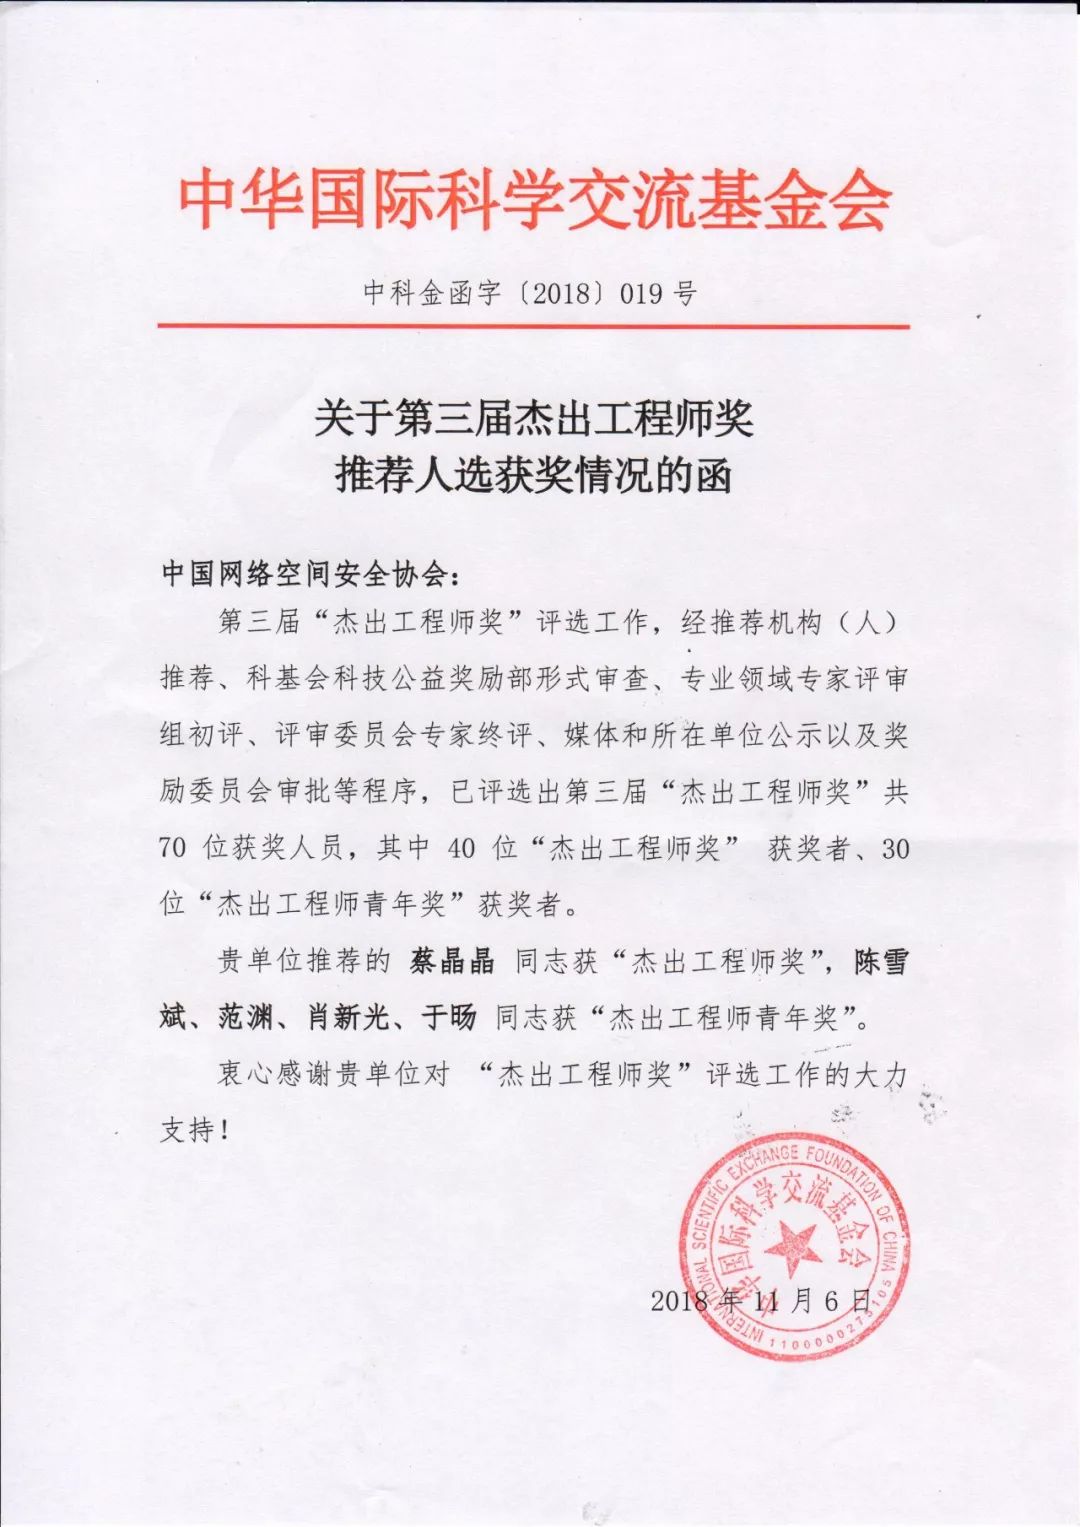 中华国际科学交流基金会
中科金函字〔2018〕019号
关于第三届杰出工程师奖
推荐人选获奖情况的函
中国网络空间安全协会：
第三届“杰出工程师奖”评选工作，经推荐机构（人）
推荐、科基会科技公益奖励部形式审查、专业领域专家评审
组初评、评审委员会专家终评、媒体和所在单位公示以及奖
励委员会审批等程序，已评选出第三届“杰出工程师奖”共
70 位获奖人员，其中 40 位“杰出工程师奖” 获奖者、30
位“杰出工程师青年奖”获奖者。
贵单位推荐的 蔡晶晶 同志获“杰出工程师奖”，陈雪
斌、范渊、肖新光、于旸 同志获“杰出工程师青年奖”。
衷心感谢贵单位对 “杰出工程师奖”评选工作的大力
支持！
INTERNATIONAL SCIENTIFIC EXCHANGE FOUNDATION OF CHINA
中华国际科学交流基金会
2018 年 11 月 6 日
1100000275105